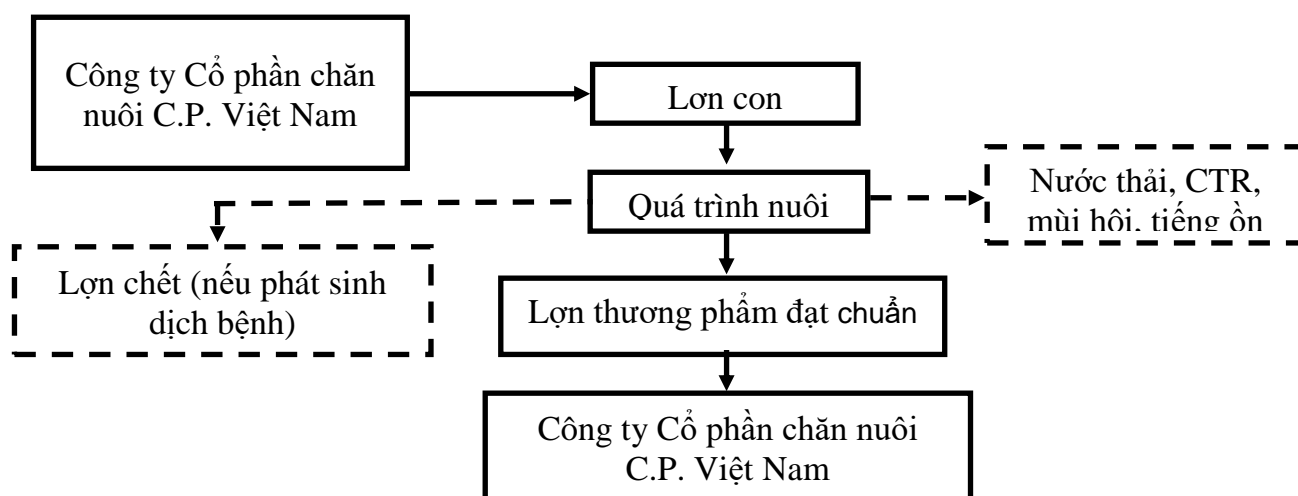 Công ty Cổ phần chăn
nuôi C.P. Việt Nam
Lơn con
Quá trình nuôi
Nước thải, CTR,
mùi hôi, tiếng ồn
Lợn chết (nếu phát sinh
dịch bệnh)
Lợn thương phẩm đạt chuẩn
Công ty Cổ phần chăn nuôi
C.P. Việt Nam